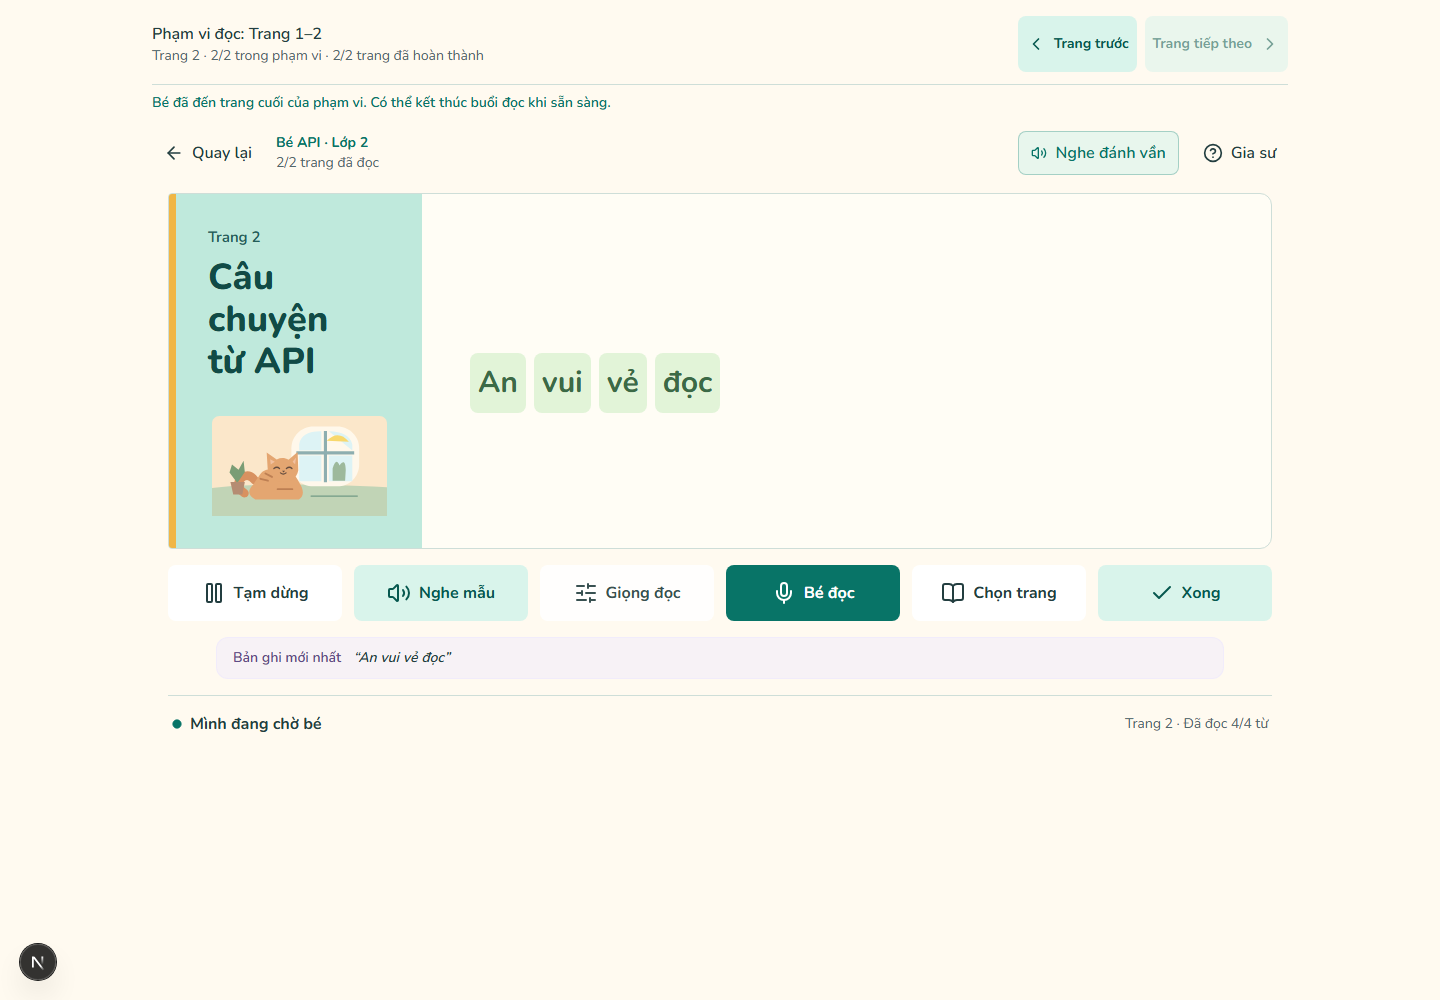 Phạm vi đọc: Trang 1–2
Trang 2 · 2/2 trong phạm vi · 2/2 trang đã hoàn thành
Trang trước
Trang tiếp theo
Bé đã đến trang cuối của phạm vi. Có thể kết thúc buổi đọc khi sẵn sàng.
Quay lại
Bé API · Lớp 2
2/2 trang đã đọc
Nghe đánh vần
Gia sư
Trang 2
Câu
chuyện
từ API
An vui vẻ đọc
Tạm dừng
Nghe mẫu
Giọng đọc
Bé đọc
Chọn trang
Xong
Bản ghi mới nhất “An vui vẻ đọc”
Mình đang chờ bé
Trang 2 · Đã đọc 4/4 từ
N